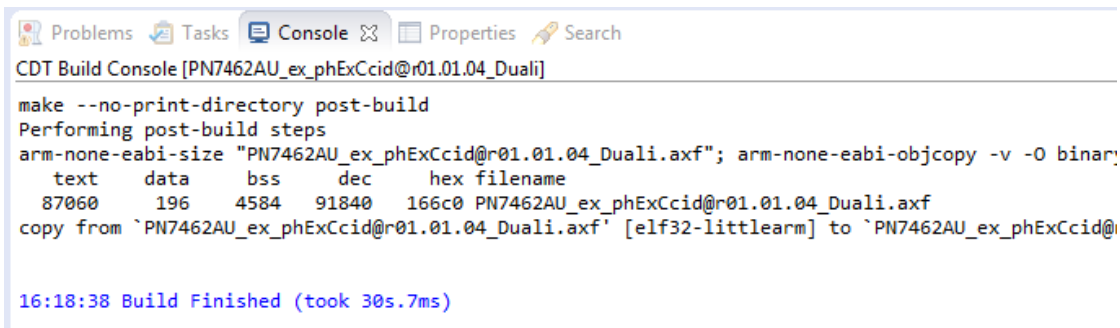 Problems Tasks Console Properties Search
CDT Build Console [PN7462AU_ex_phExCcid@r01.01.04_Duali]
make --no-print-directory post-build
Performing post-build steps
arm-none-eabi-size "PN7462AU_ex_phExCcid@r01.01.04_Duali.axf"; arm-none-eabi-objcopy -v -O binary
text data bss dec hex filename
87060 196 4584 91840 166c0 PN7462AU_ex_phExCcid@r01.01.04_Duali.axf
copy from `PN7462AU_ex_phExCcid@r01.01.04_Duali.axf' [elf32-littlearm] to `PN7462AU_ex_phExCcid@
16:18:38 Build Finished (took 30s.7ms)